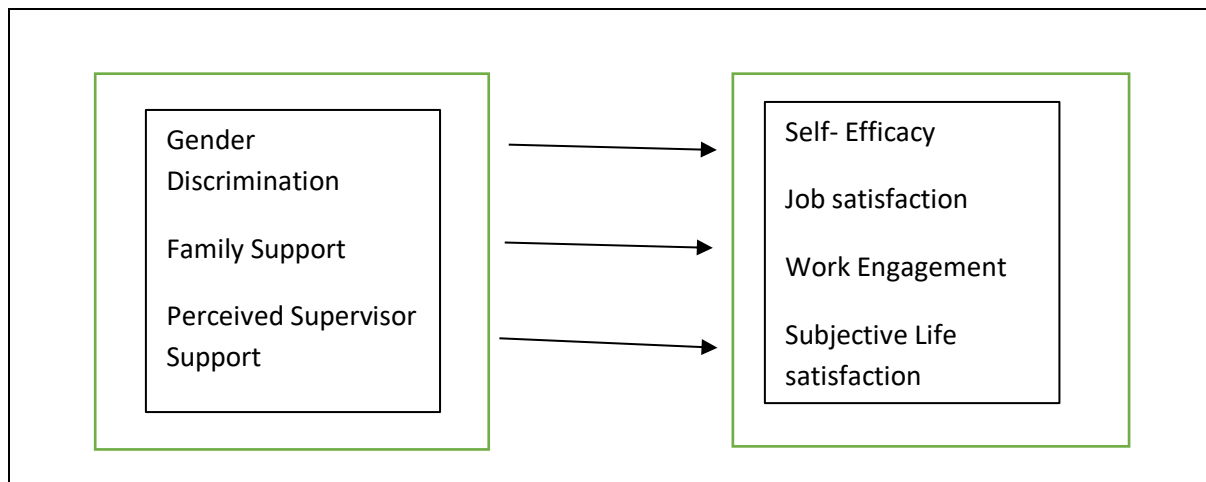 Gender
Discrimination
Family Support
Perceived Supervisor
Support
Self- Efficacy
Job satisfaction
Work Engagement
Subjective Life
satisfaction